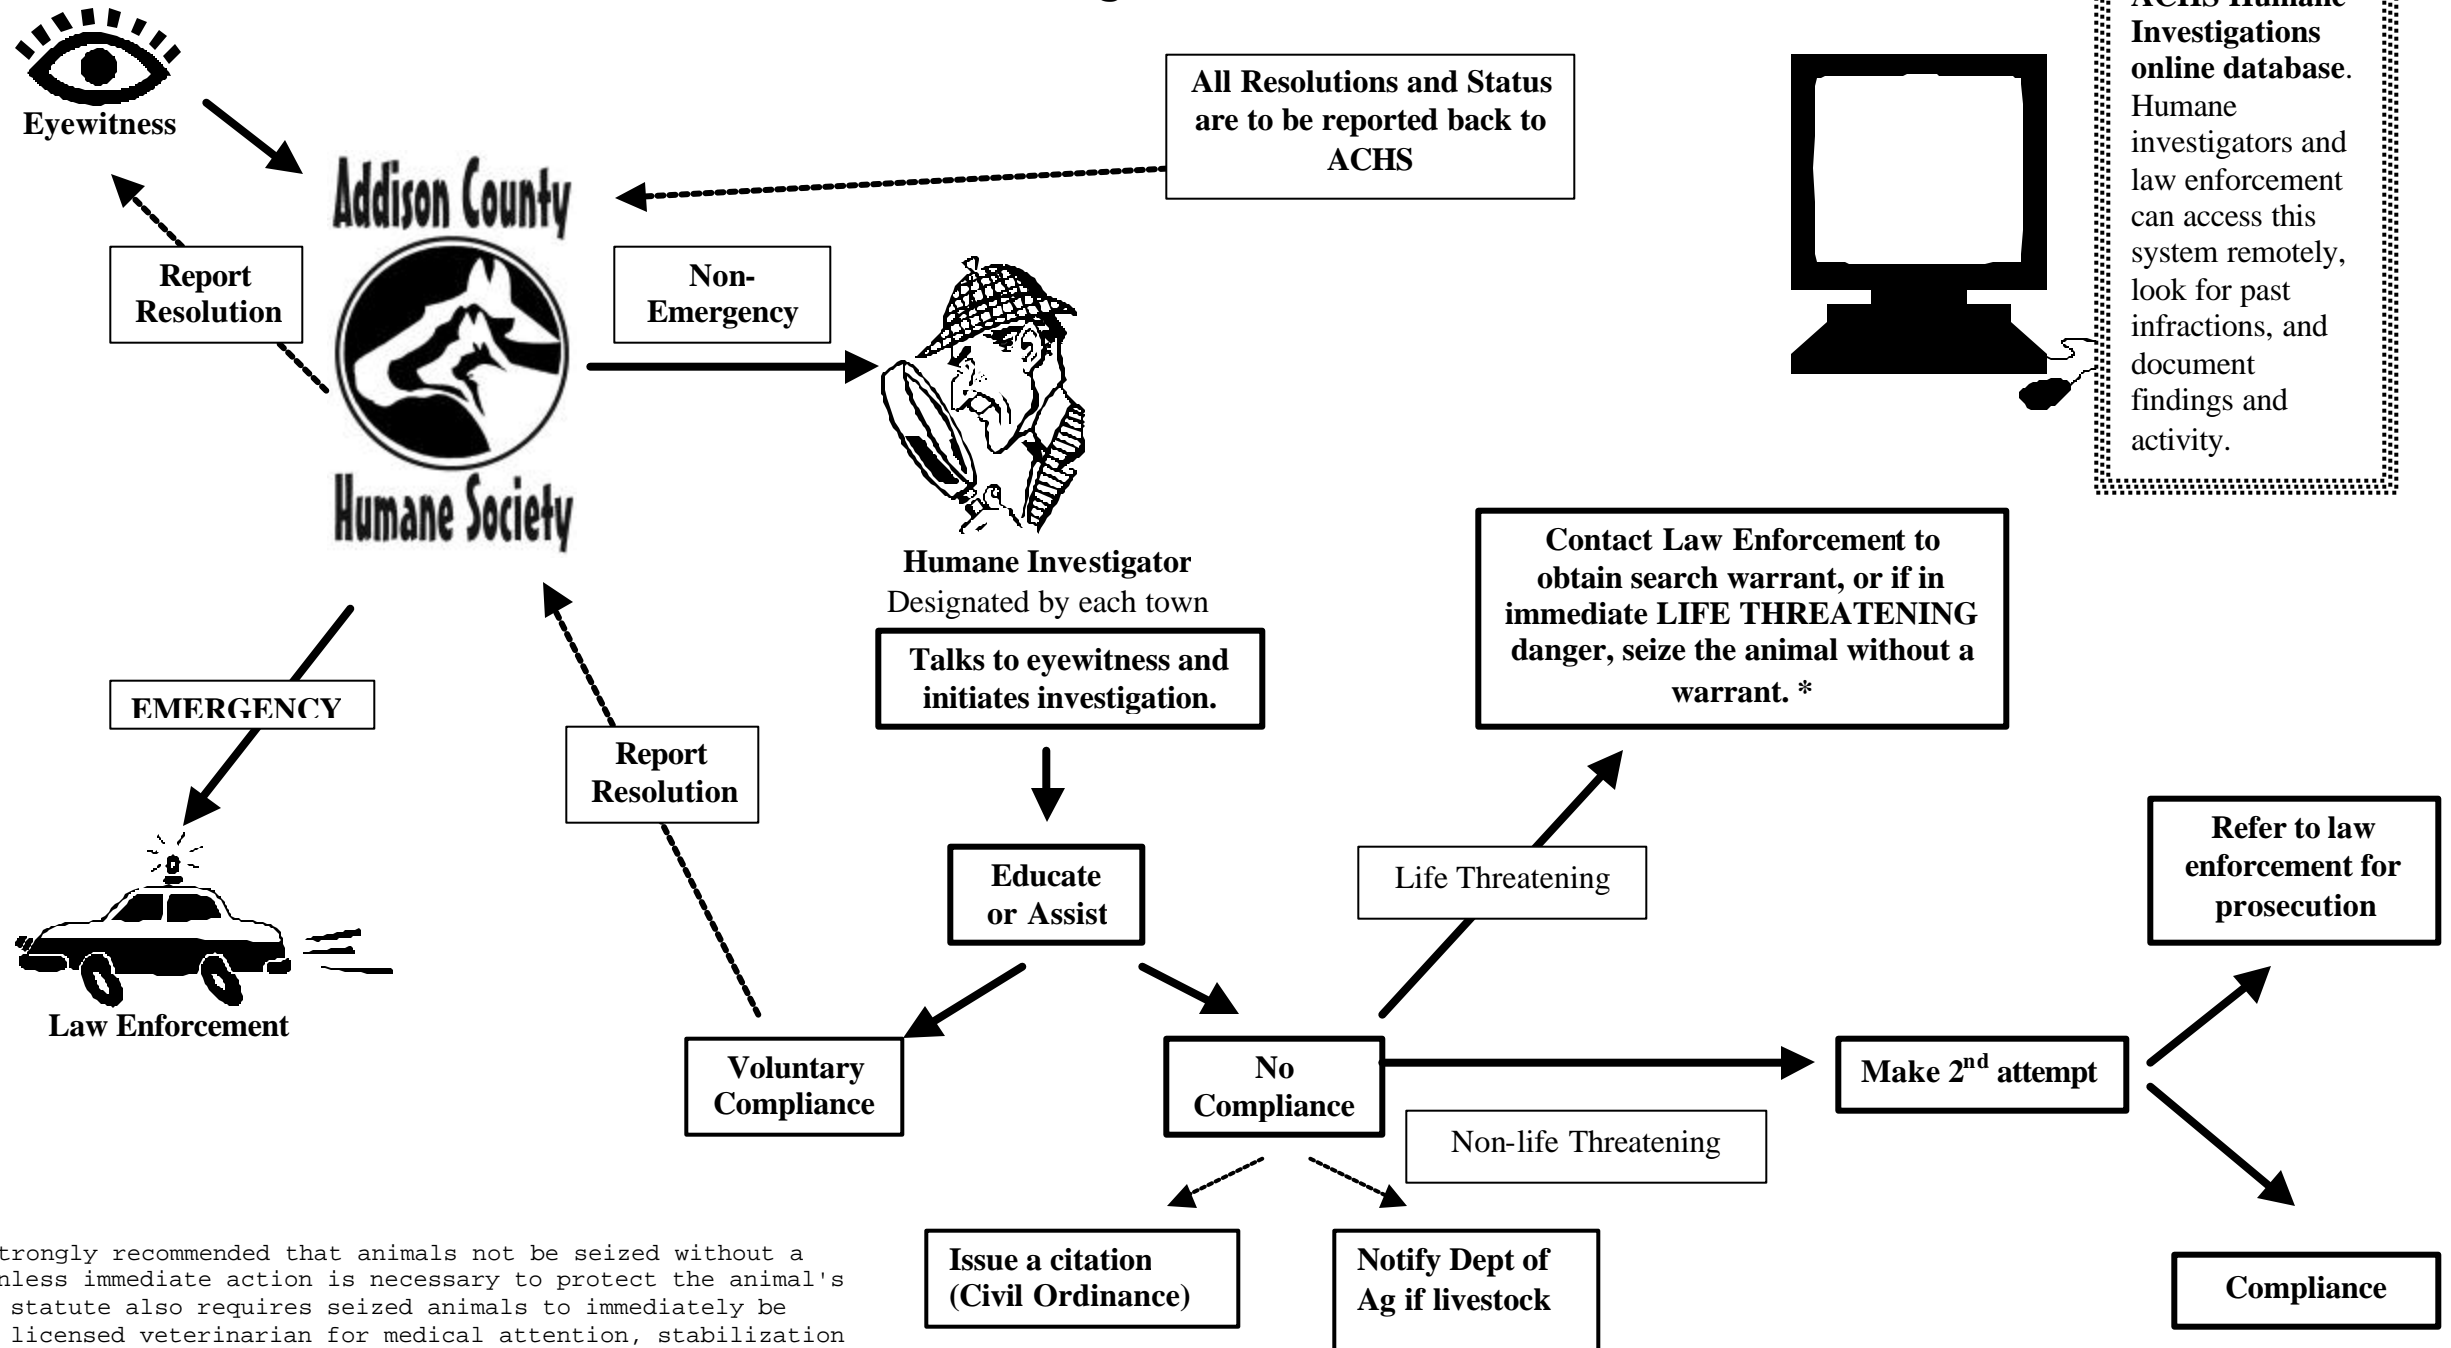 ACHS Humane
Investigations
online database.
Humane
investigators and
law enforcement
can access this
system remotely,
look for past
infractions, and
document
findings and
activity.
Eyewitness
All Resolutions and Status
are to be reported back to
ACHS
Addison County
Humane Society
Report
Resolution
Non-
Emergency
Humane Investigator
Designated by each town
Talks to eyewitness and
initiates investigation.
Contact Law Enforcement to
obtain search warrant, or if in
immediate LIFE THREATENING
danger, seize the animal without a
warrant. *
EMERGENCY
Report
Resolution
Law Enforcement
Educate
or Assist
Life Threatening
Refer to law
enforcement for
prosecution
Voluntary
Compliance
No
Compliance
Make 2nd attempt
Non-life Threatening
Issue a citation
(Civil Ordinance)
Notify Dept of
Ag if livestock
Compliance
trongly recommended that animals not be seized without a
nless immediate action is necessary to protect the animal's
statute also requires seized animals to immediately be
licensed veterinarian for medical attention, stabilization